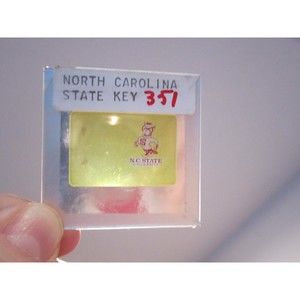 NORTH CAROLINA
STATE KEY 351
N.C. STATE